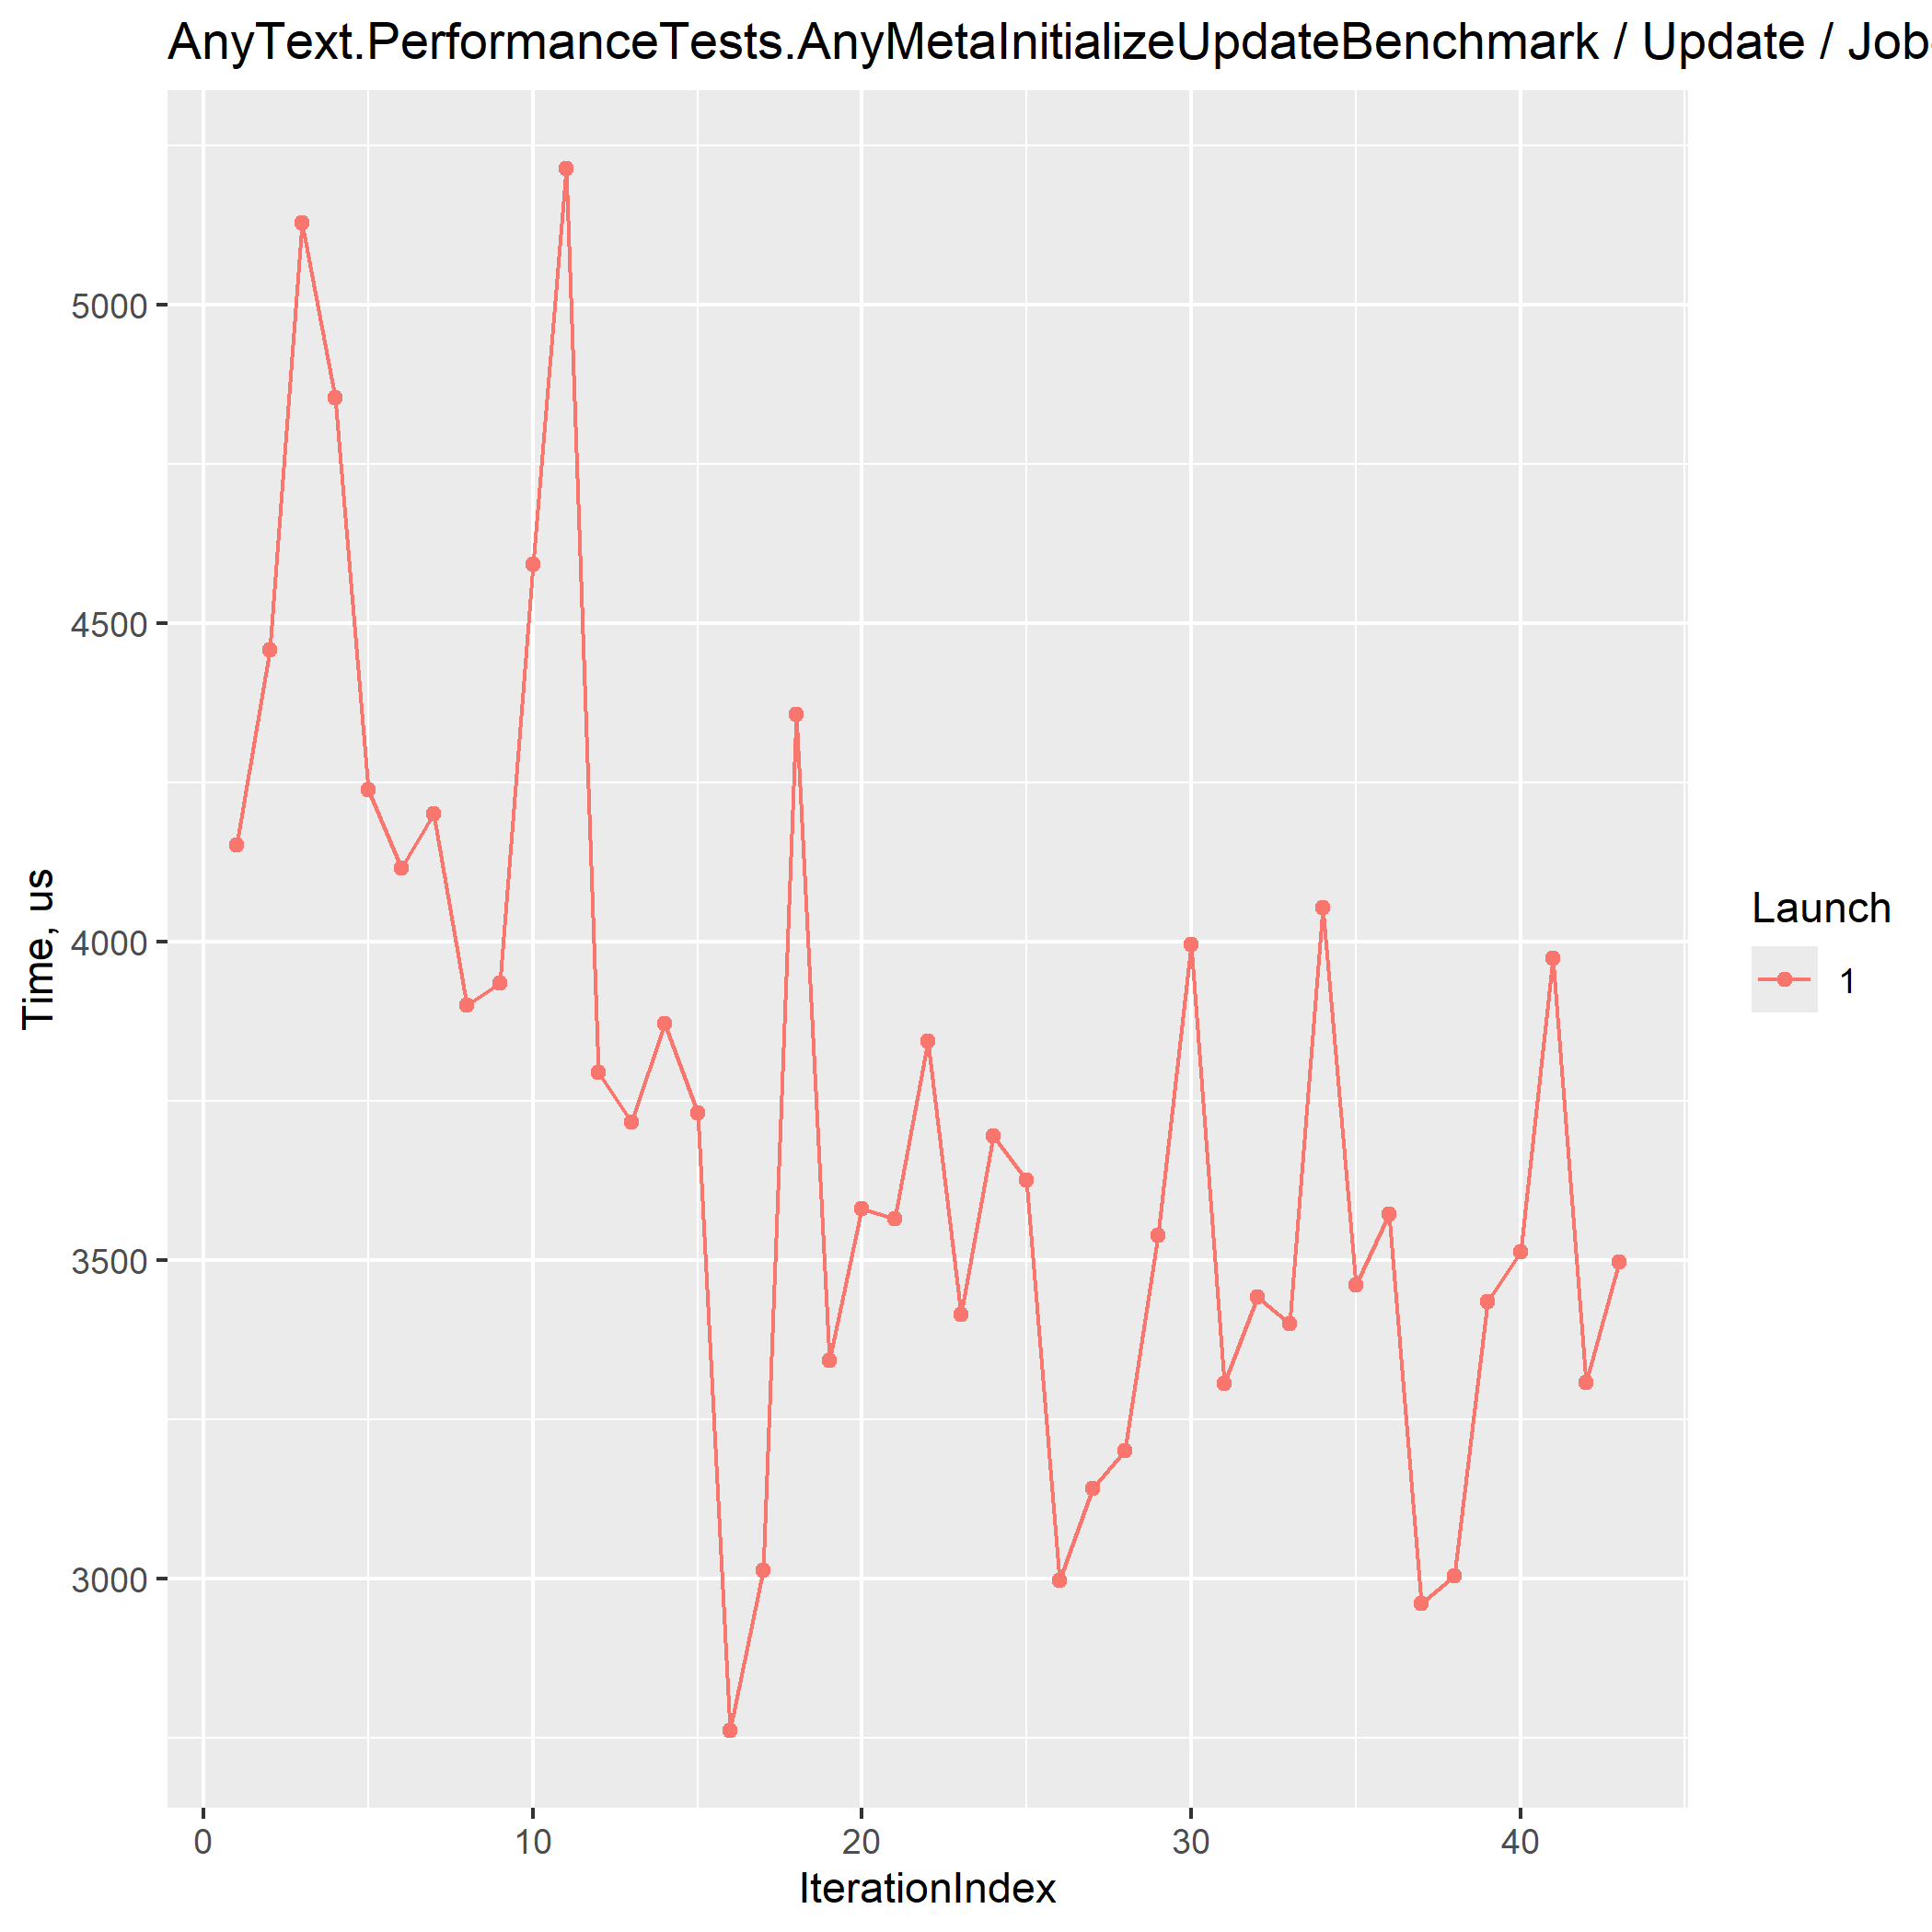 AnyText.PerformanceTests.AnyMetaInitializeUpdateBenchmark / Update / Job
5000
4500
4000
3500
3000
Time, us
0 10 20 30 40
IterationIndex
Launch
1